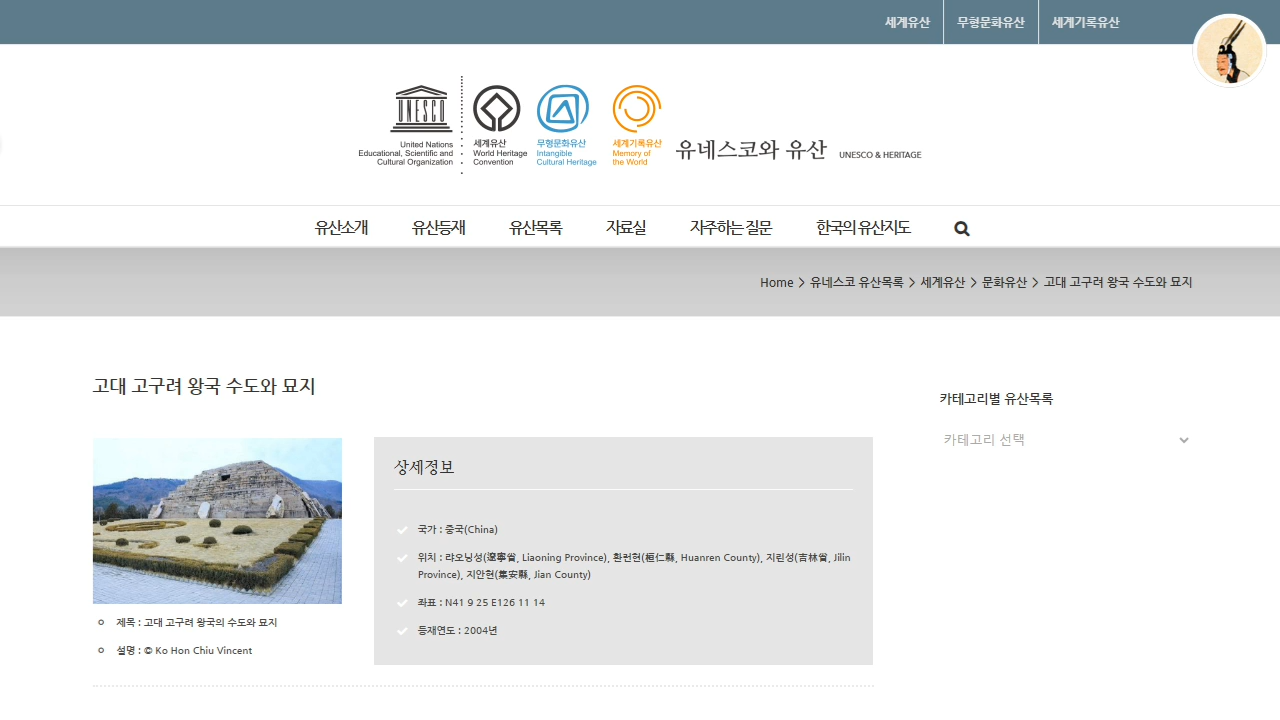 세계유산
무형문화유산
세계기록유산
UNESCO
United Nations
Educational, Scientific and
Cultural Organization
세계유산
World Heritage
Convention
무형문화유산
Intangible
Cultural Heritage
세계기록유산
Memory of
the World
유네스코와 유산
UNESCO & HERITAGE
유산소개 유산등재 유산목록 자료실 자주하는 질문 한국의 유산지도
Home > 유네스코 유산목록 > 세계유산 > 문화유산 > 고대 고구려 왕국 수도와 묘지
고대 고구려 왕국 수도와 묘지
카테고리별 유산목록
카테고리 선택
상세정보
국가 : 중국(China)
위치 : 랴오닝성(遼寧省, Liaoning Province), 환런현(桓仁縣, Huanren County), 지린성(吉林省, Jilin
Province), 지안현(集安縣, Jian County)
좌표 : N41 9 25 E126 11 14
등재연도 : 2004년
제목 : 고대 고구려 왕국의 수도와 묘지
설명 : © Ko Hon Chiu Vincent